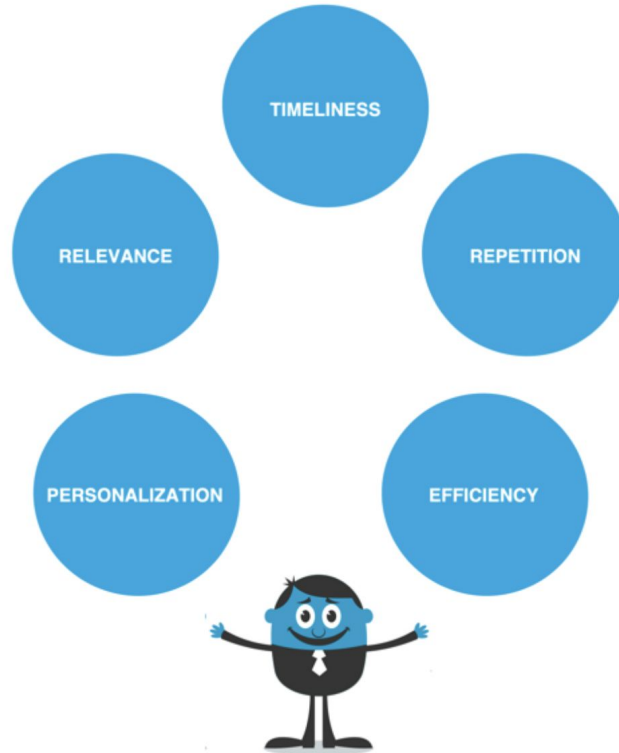 TIMELINESS
RELEVANCE
REPETITION
PERSONALIZATION
EFFICIENCY